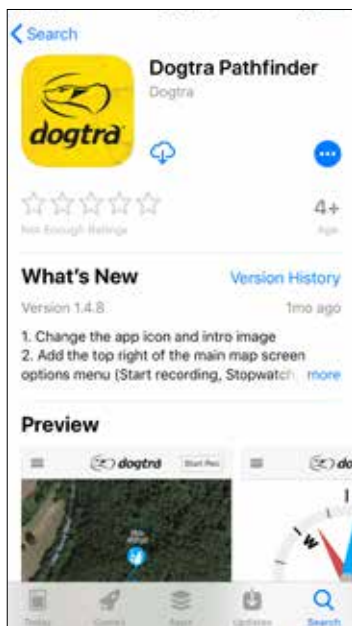 Search
Dogtra Pathfinder
Dogtra
dogtra
4+
Not Enough Ratings
Age
What's New
Version History
Version 1.4.8
1mo ago
1. Change the app icon and intro image
2. Add the top right of the main map screen
options menu (Start recording, Stopwatch, more
Preview
dogtra
Start Rec
do
W
Today
Games
Apps
Updates
Search